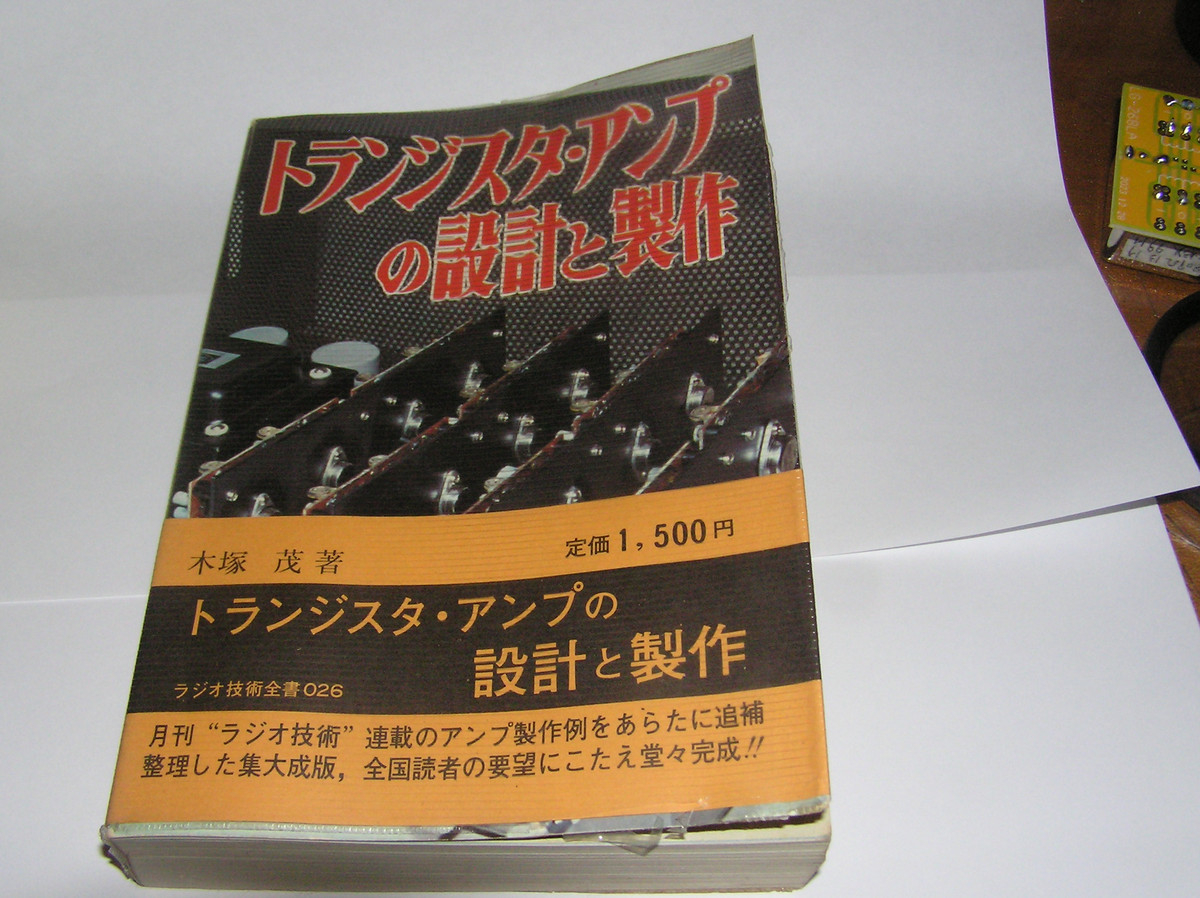 トランジスタ・アンプ
の設計と製作
木塚 茂 著
定価1,500円
トランジスタ・アンプの
設計と製作
ラジオ技術全書026
月刊“ラジオ技術”連載のアンプ製作例をあらたに追補
整理した集大成版，全国読者の要望にこたえ堂々完成!!